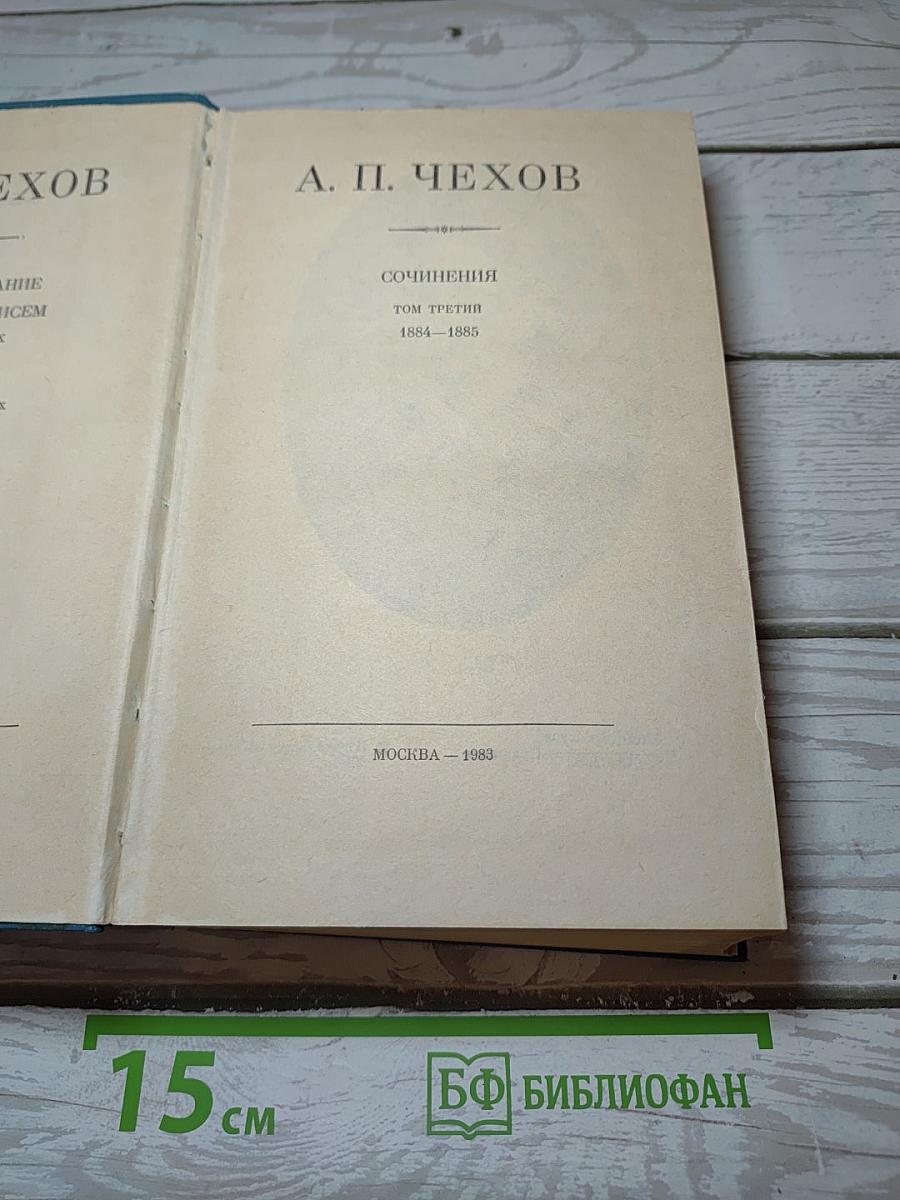 ЕХОВ
АНИЕ
ИСЕМ
Х
Х
А. П. ЧЕХОВ
СОЧИНЕНИЯ
ТОМ ТРЕТИЙ
1884—1885
МОСКВА — 1983
15 см
БФ БИБЛИОФАН